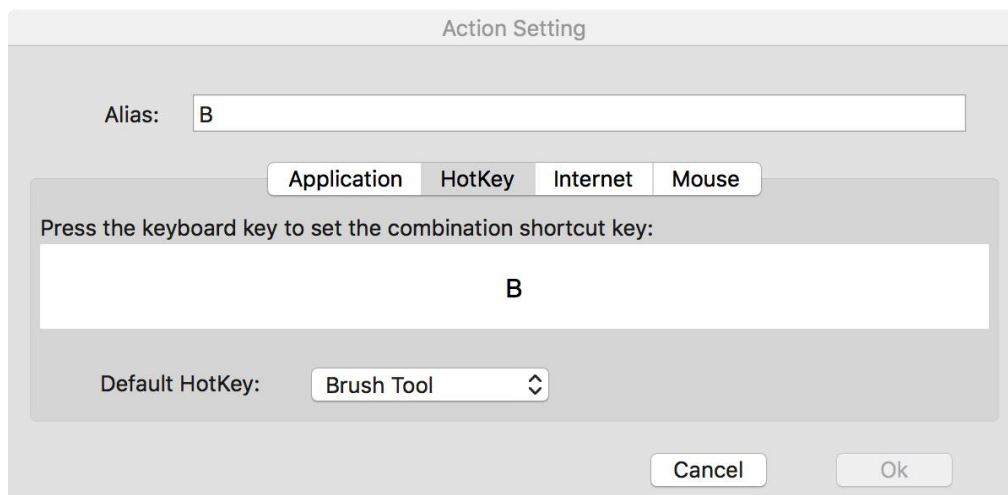 Action Setting
Alias: B
Application HotKey Internet Mouse
Press the keyboard key to set the combination shortcut key:
B
Default HotKey: Brush Tool
Cancel Ok